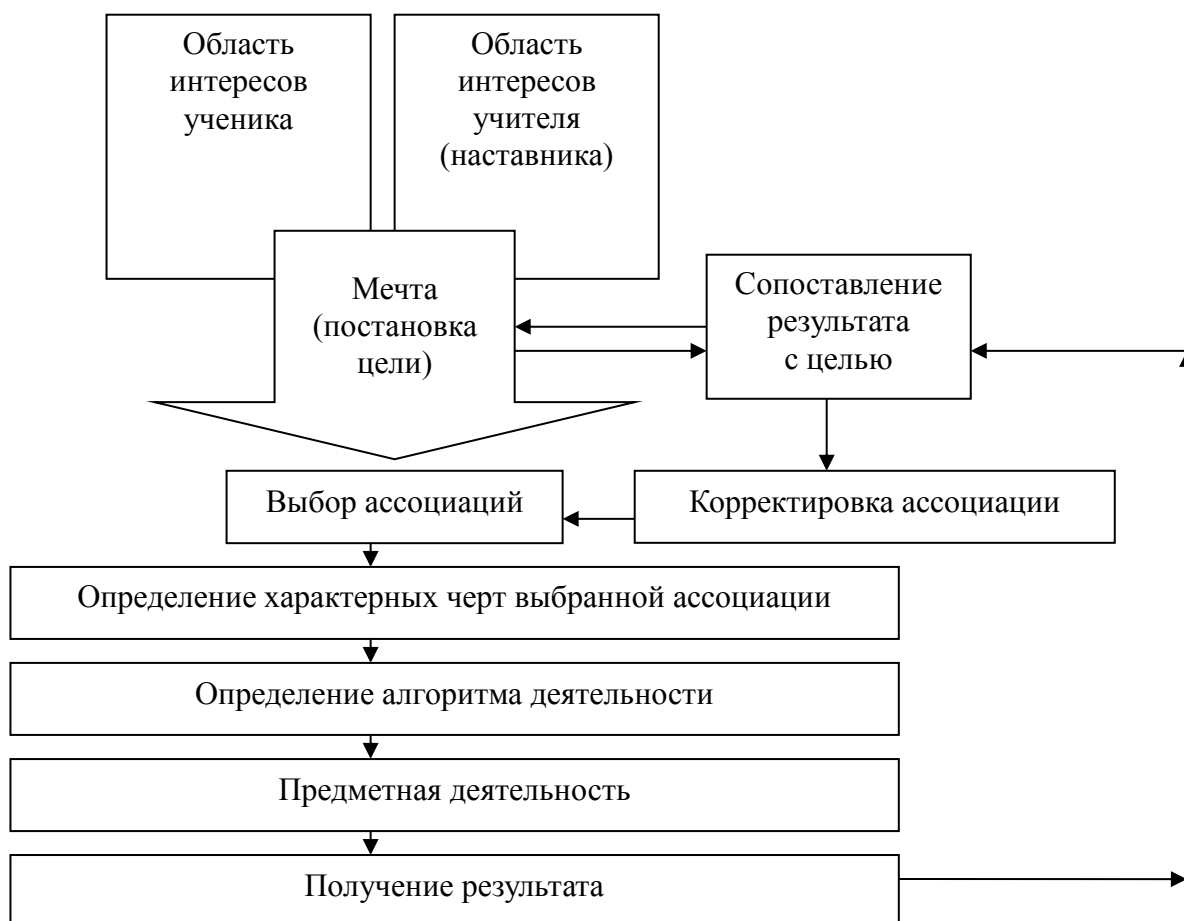 Область
интересов
ученика
Область
интересов
учителя
(наставника)
Мечта
(постановка
цели)
Сопоставление
результата
с целью
Выбор ассоциаций
Корректировка ассоциации
Определение характерных черт выбранной ассоциации
Определение алгоритма деятельности
Предметная деятельность
Получение результата